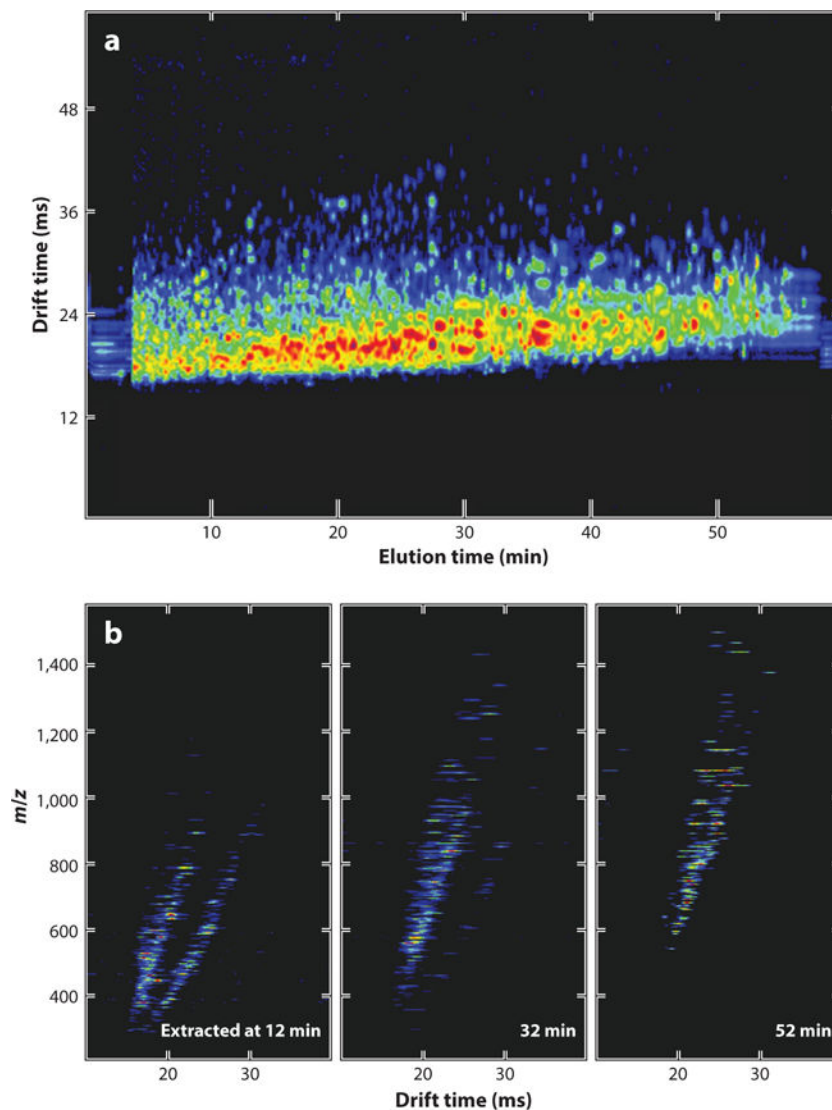 a
48
36
24
12
Drift time (ms)
10 20 30 40 50
Elution time (min)
b
1,400
1,200
1,000
800
600
400
m/z
Extracted at 12 min 32 min 52 min
20 30 20 30 20 30
Drift time (ms)